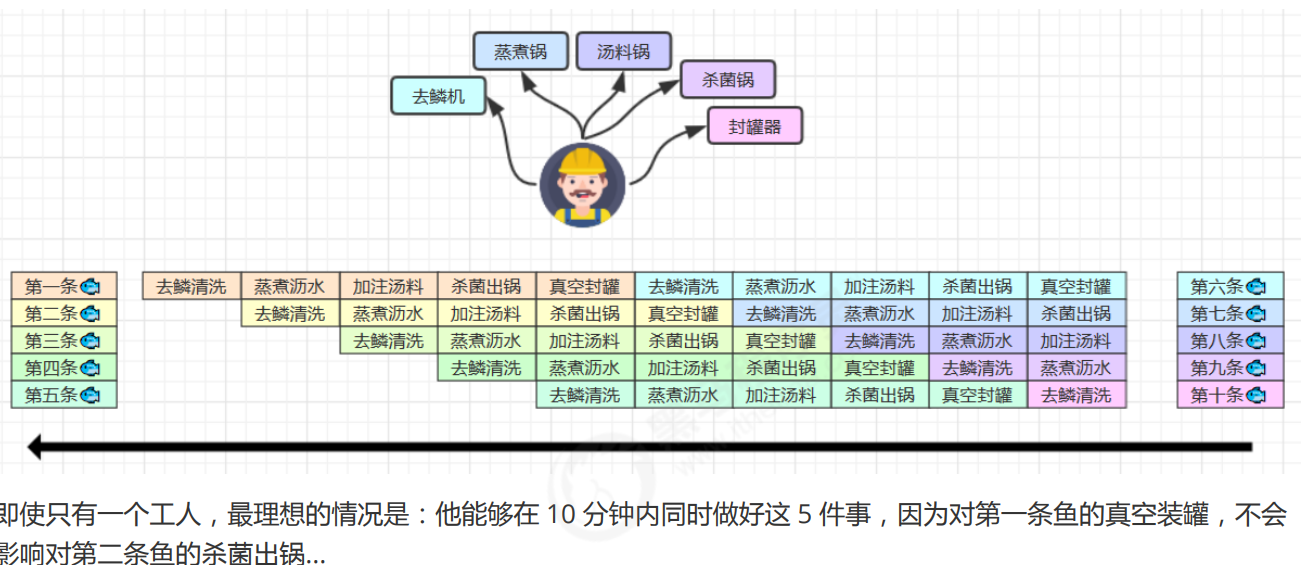 蒸煮锅
汤料锅
杀菌锅
去鳞机
封罐器
第一条 去鳞清洗 蒸煮沥水 加注汤料 杀菌出锅 真空封罐 去鳞清洗 蒸煮沥水 加注汤料 杀菌出锅 真空封罐 第六条
第二条 去鳞清洗 蒸煮沥水 加注汤料 杀菌出锅 真空封罐 去鳞清洗 蒸煮沥水 加注汤料 杀菌出锅 第七条
第三条 去鳞清洗 蒸煮沥水 加注汤料 杀菌出锅 真空封罐 去鳞清洗 蒸煮沥水 加注汤料 第八条
第四条 去鳞清洗 蒸煮沥水 加注汤料 杀菌出锅 真空封罐 去鳞清洗 蒸煮沥水 第九条
第五条 去鳞清洗 蒸煮沥水 加注汤料 杀菌出锅 真空封罐 去鳞清洗 第十条
即使只有一个工人，最理想的情况是：他能够在 10 分钟内同时做好这 5 件事，因为对第一条鱼的真空装罐，不会
影响对第二条鱼的杀菌出锅...